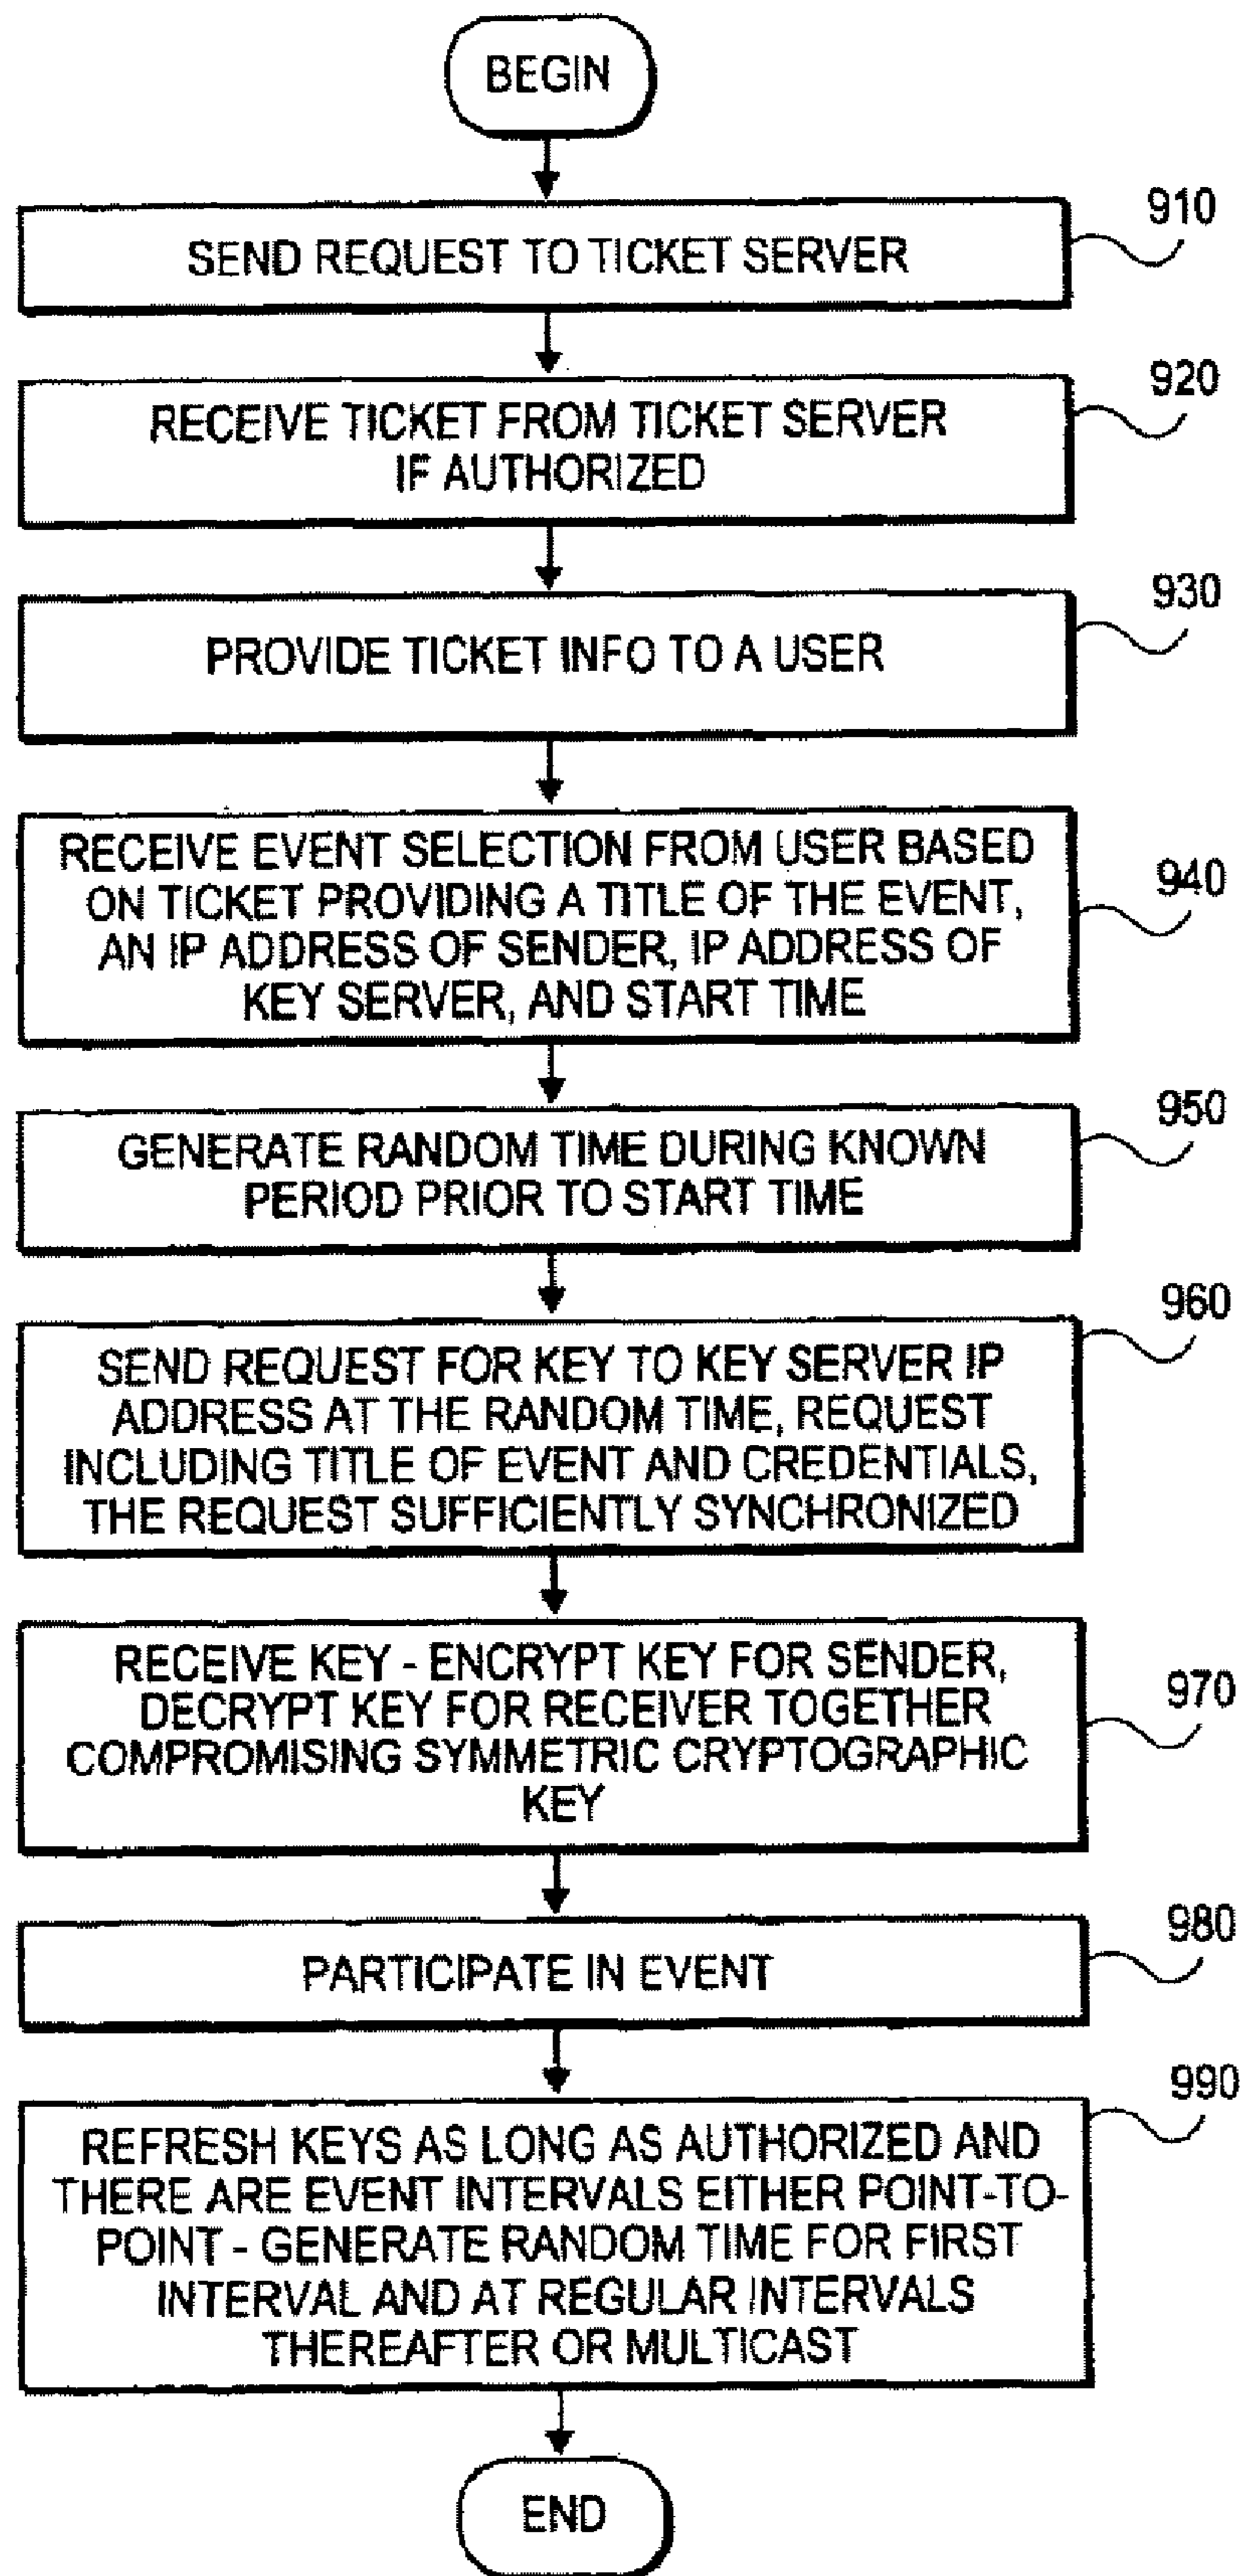 BEGIN
910
SEND REQUEST TO TICKET SERVER
920
RECEIVE TICKET FROM TICKET SERVER
IF AUTHORIZED
930
PROVIDE TICKET INFO TO A USER
940
RECEIVE EVENT SELECTION FROM USER BASED
ON TICKET PROVIDING A TITLE OF THE EVENT,
AN IP ADDRESS OF SENDER, IP ADDRESS OF
KEY SERVER, AND START TIME
950
GENERATE RANDOM TIME DURING KNOWN
PERIOD PRIOR TO START TIME
960
SEND REQUEST FOR KEY TO KEY SERVER IP
ADDRESS AT THE RANDOM TIME, REQUEST
INCLUDING TITLE OF EVENT AND CREDENTIALS,
THE REQUEST SUFFICIENTLY SYNCHRONIZED
970
RECEIVE KEY - ENCRYPT KEY FOR SENDER,
DECRYPT KEY FOR RECEIVER TOGETHER
COMPROMISING SYMMETRIC CRYPTOGRAPHIC
KEY
980
PARTICIPATE IN EVENT
990
REFRESH KEYS AS LONG AS AUTHORIZED AND
THERE ARE EVENT INTERVALS EITHER POINT-TO-
POINT - GENERATE RANDOM TIME FOR FIRST
INTERVAL AND AT REGULAR INTERVALS
THEREAFTER OR MULTICAST
END